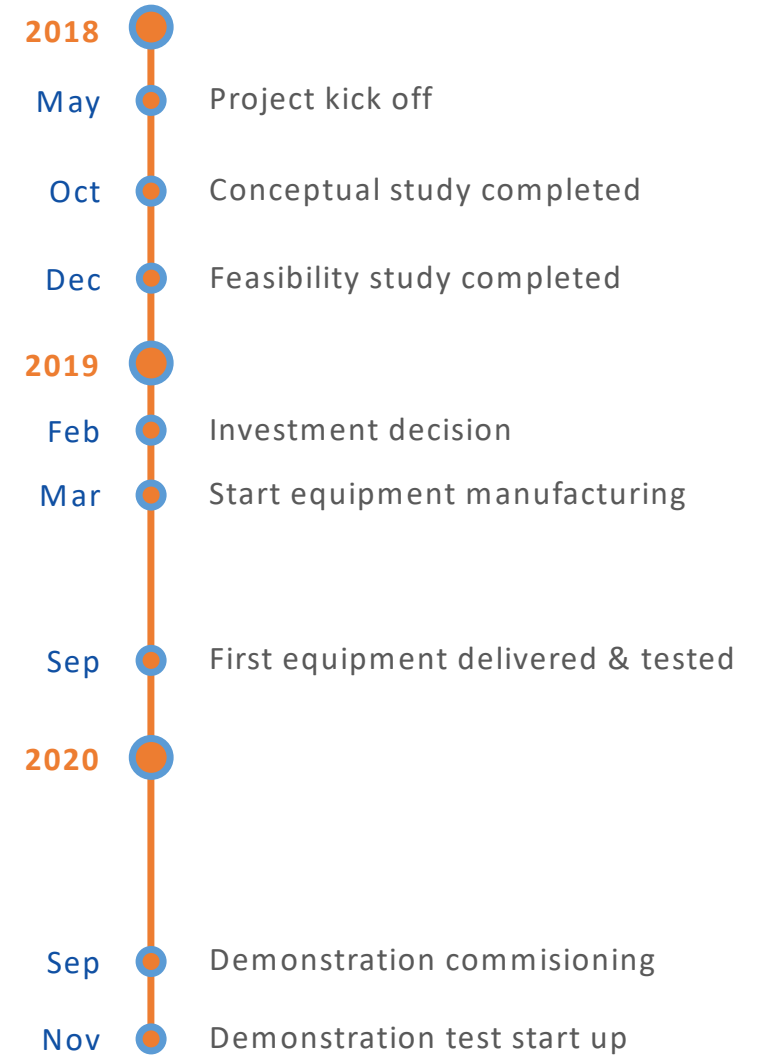 2018
May Project kick off
Oct Conceptual study completed
Dec Feasibility study completed
2019
Feb Investment decision
Mar Start equipment manufacturing
Sep First equipment delivered & tested
2020
Sep Demonstration commisioning
Nov Demonstration test start up